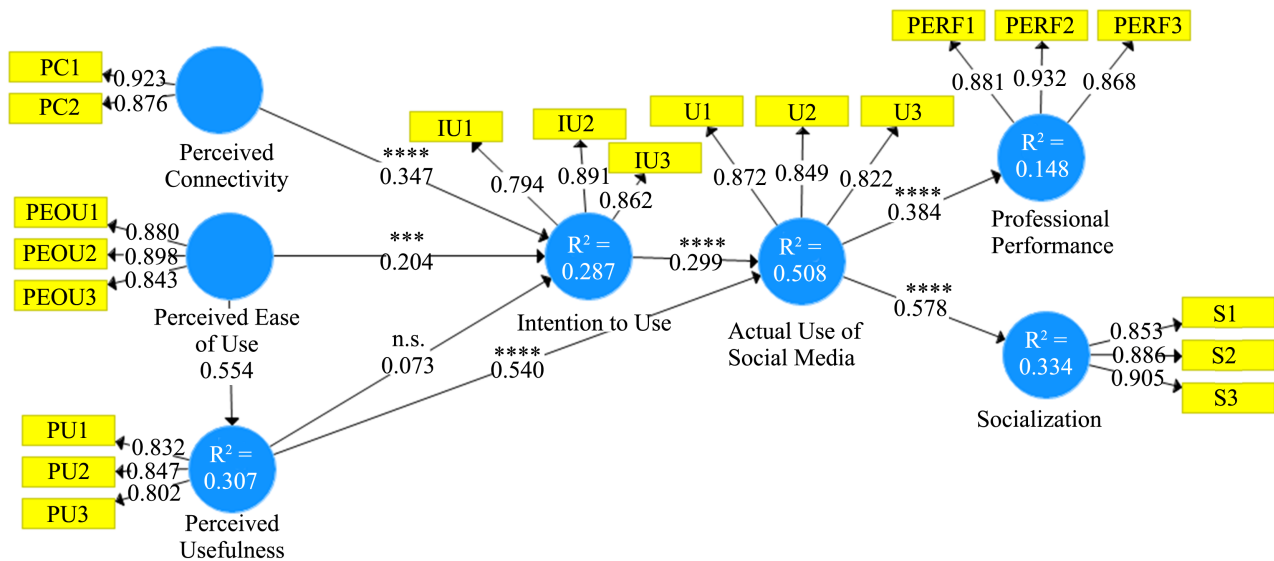 PERF1 PERF2 PERF3
PC1
0.923
PC2
0.876
Perceived
Connectivity
****
0.347
IU1
IU2
IU3
0.794
0.891
0.862
U1
U2
U3
0.872
0.849
0.822
0.881
0.932
0.868
R² =
0.148
Professional
Performance
****
0.384
PEOU1
0.880
PEOU2
0.898
PEOU3
0.843
Perceived Ease
of Use
***
0.204
R² =
0.287
Intention to Use
****
0.299
R² =
0.508
Actual Use of
Social Media
****
0.578
R² =
0.334
Socialization
0.853
S1
0.886
S2
0.905
S3
0.554
n.s.
0.073
****
0.540
PU1
0.832
PU2
0.847
PU3
0.802
R² =
0.307
Perceived
Usefulness